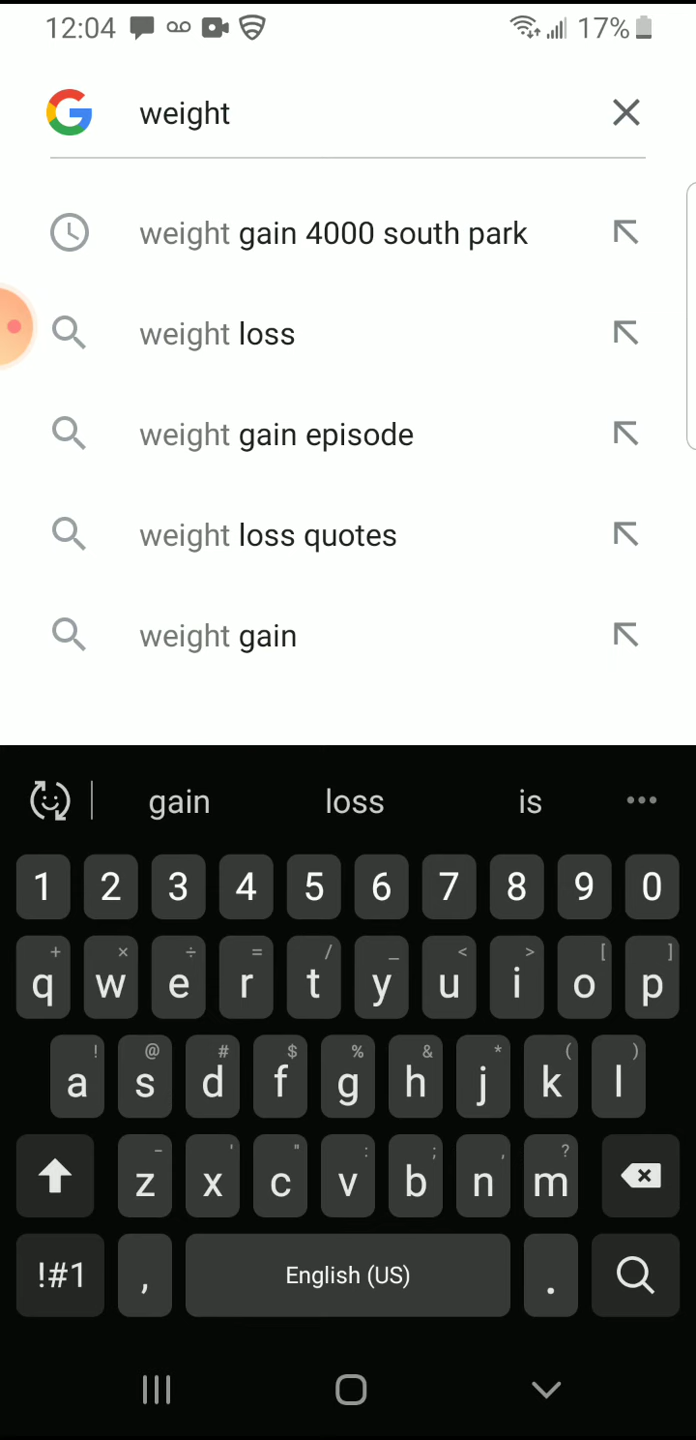 12:04 17%
weight
weight gain 4000 south park
weight loss
weight gain episode
weight loss quotes
weight gain
gain loss is
1 2 3 4 5 6 7 8 9 0
+ × ÷ = / _ < > [ ]
q w e r t y u i o p
! @ # $ % & * ( )
a s d f g h j k l
- ' " : ; , ?
z x c v b n m
!#1 , English (US) .